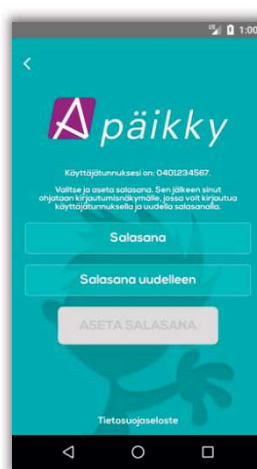 1:00
A päikky
Käyttäjätunnuksesi on: 0401234567.
Valitse ja aseta salasana. Sen jälkeen sinut
ohjataan kirjautumisnäkymälle, jossa voit kirjautua
käyttäjätunnuksella ja uudella salasanalla.
Salasana
Salasana uudelleen
ASETA SALASANA
Tietosuojaseloste